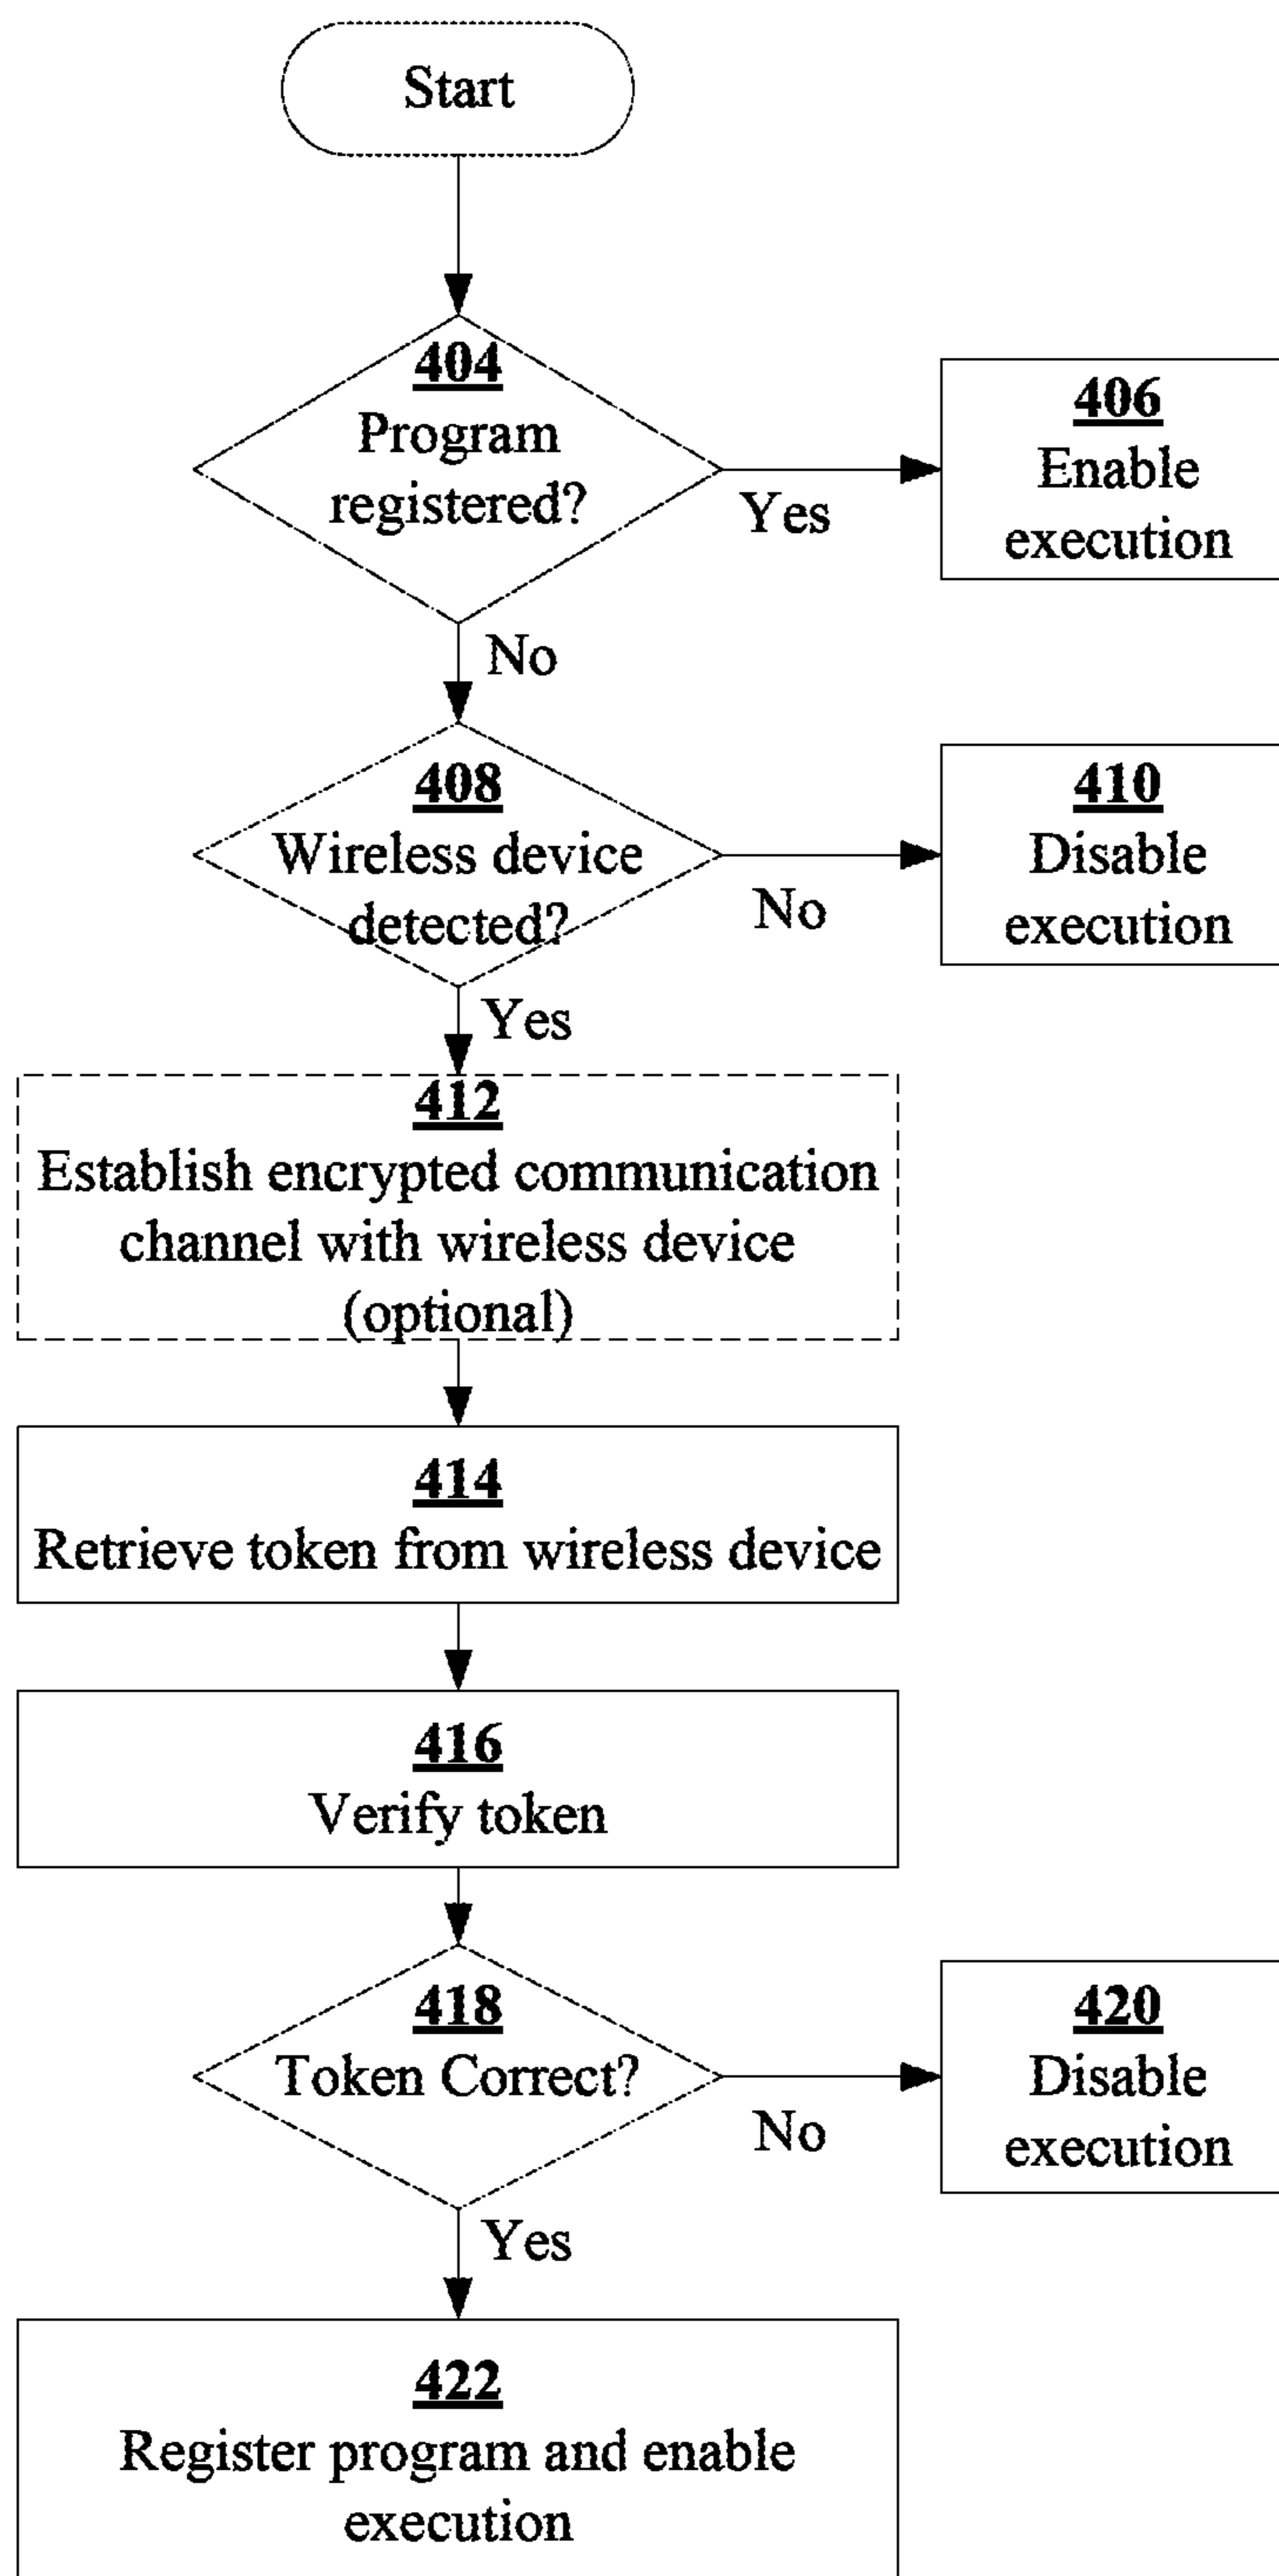 Start
404
Program
registered?
Yes
406
Enable
execution
No
408
Wireless device
detected?
No
410
Disable
execution
Yes
412
Establish encrypted communication
channel with wireless device
(optional)
414
Retrieve token from wireless device
416
Verify token
418
Token Correct?
No
420
Disable
execution
Yes
422
Register program and enable
execution